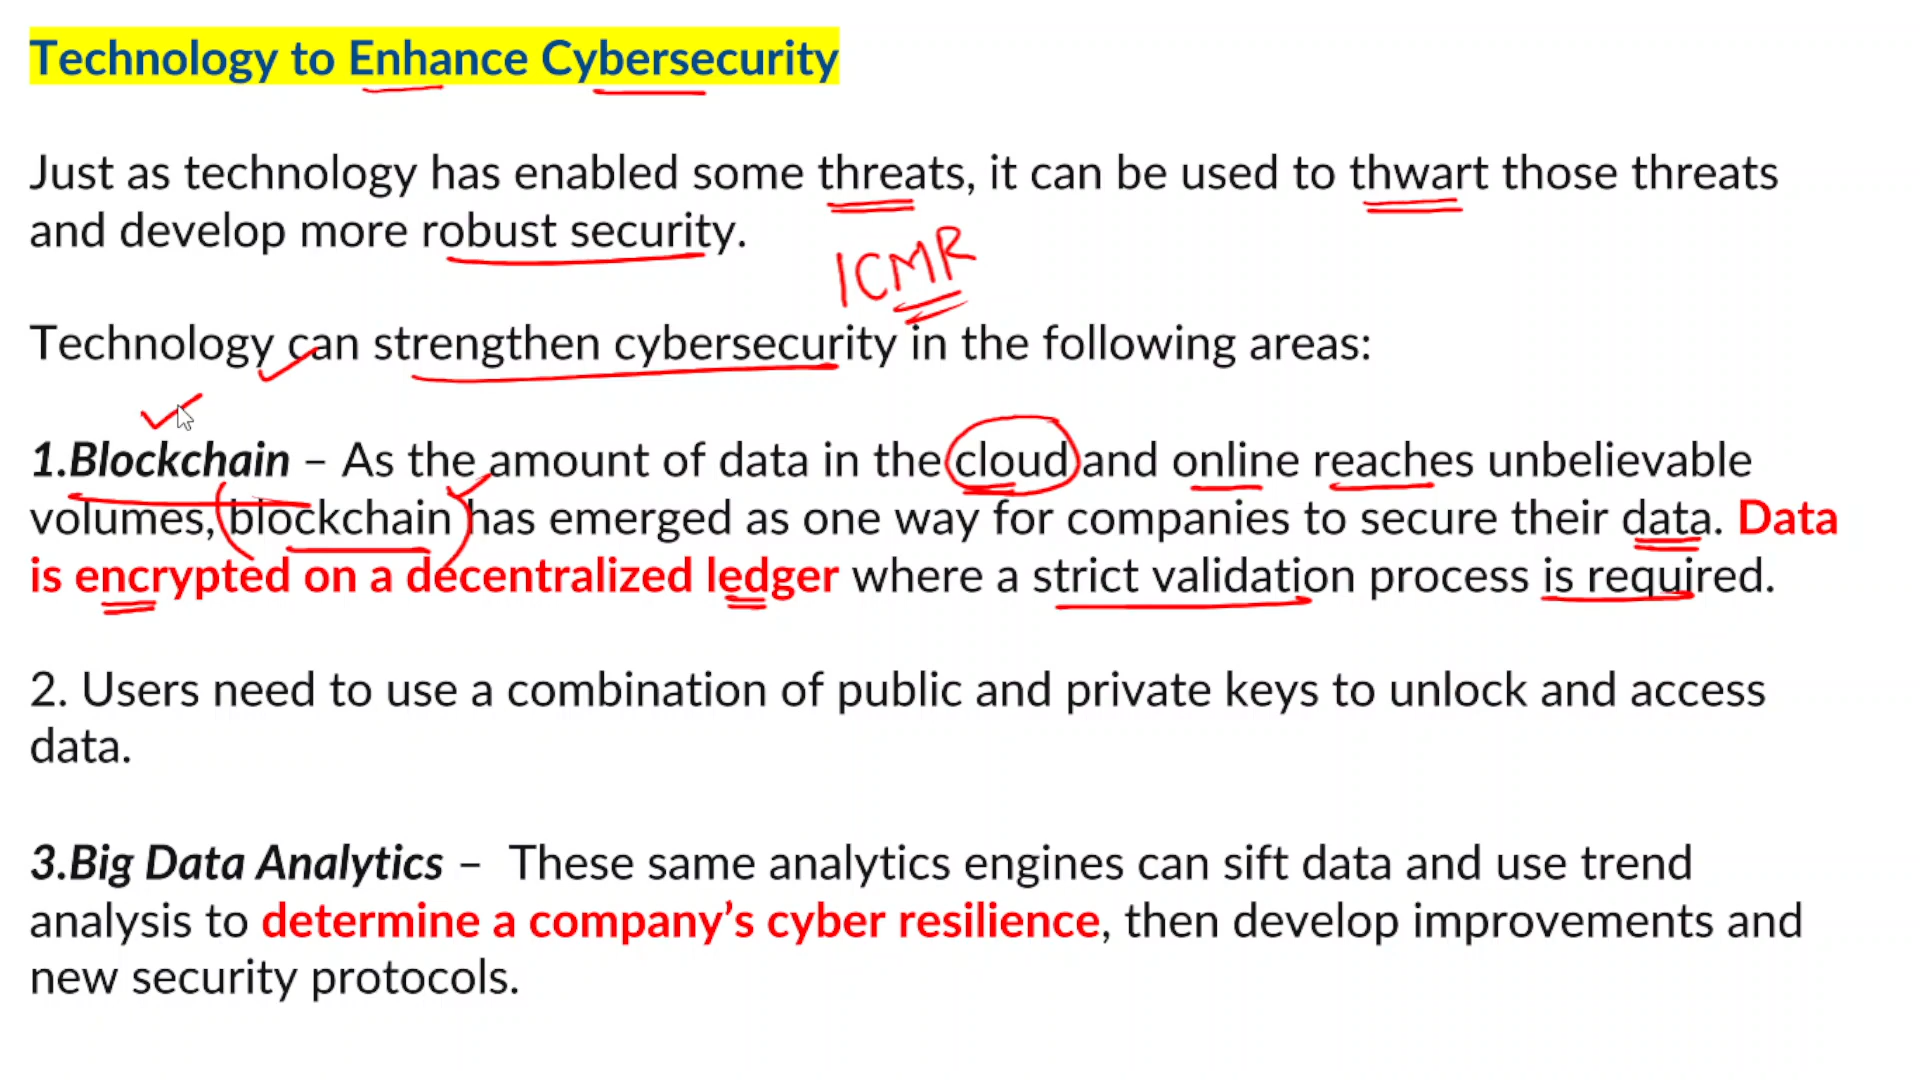 Technology to Enhance Cybersecurity
Just as technology has enabled some threats, it can be used to thwart those threats
and develop more robust security.
ICMR
Technology can strengthen cybersecurity in the following areas:
1.Blockchain – As the amount of data in the cloud and online reaches unbelievable
volumes, blockchain has emerged as one way for companies to secure their data. Data
is encrypted on a decentralized ledger where a strict validation process is required.
2. Users need to use a combination of public and private keys to unlock and access
data.
3.Big Data Analytics – These same analytics engines can sift data and use trend
analysis to determine a company’s cyber resilience, then develop improvements and
new security protocols.